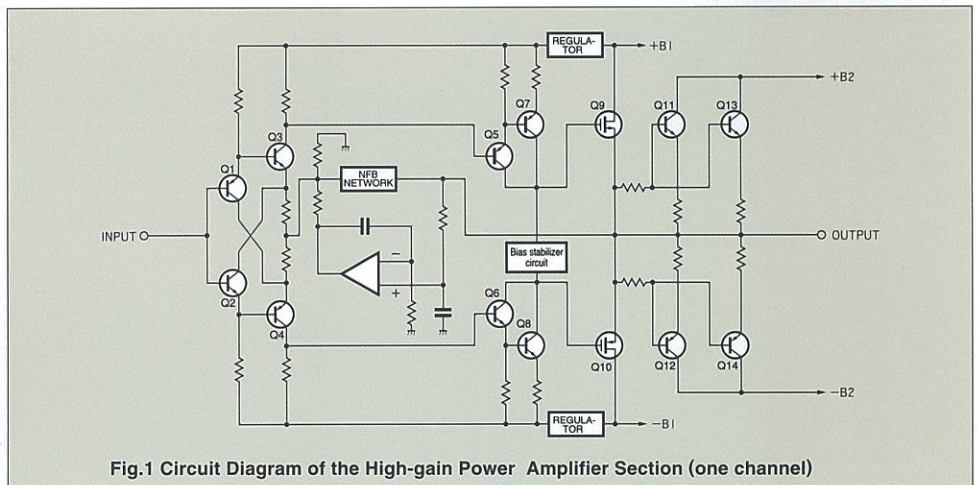 REGULA-
TOR
+B1
+B2
Q7
Q9
Q11
Q13
Q3
Q5
Q1
NFB
NETWORK
INPUT
OUTPUT
−
Bias stabilizer
circuit
+
Q2
Q6
Q4
Q8
Q10
Q12
Q14
−B2
REGULA-
TOR
−B1
Fig.1 Circuit Diagram of the High-gain Power Amplifier Section (one channel)